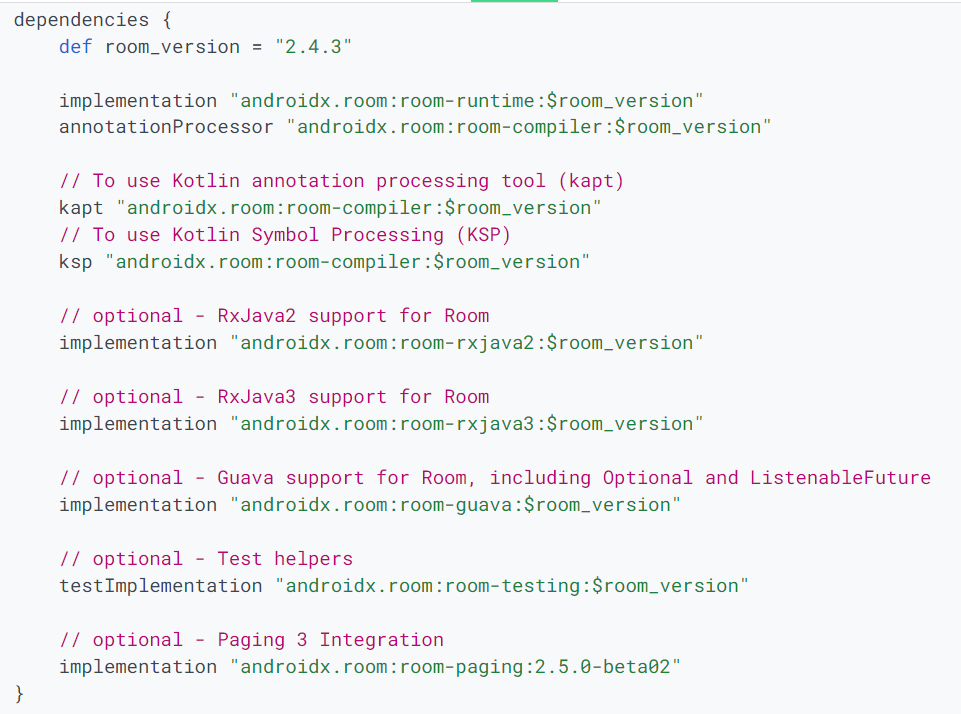 dependencies {
    def room_version = "2.4.3"

    implementation "androidx.room:room-runtime:$room_version"
    annotationProcessor "androidx.room:room-compiler:$room_version"

    // To use Kotlin annotation processing tool (kapt)
    kapt "androidx.room:room-compiler:$room_version"
    // To use Kotlin Symbol Processing (KSP)
    ksp "androidx.room:room-compiler:$room_version"

    // optional - RxJava2 support for Room
    implementation "androidx.room:room-rxjava2:$room_version"

    // optional - RxJava3 support for Room
    implementation "androidx.room:room-rxjava3:$room_version"

    // optional - Guava support for Room, including Optional and ListenableFuture
    implementation "androidx.room:room-guava:$room_version"

    // optional - Test helpers
    testImplementation "androidx.room:room-testing:$room_version"

    // optional - Paging 3 Integration
    implementation "androidx.room:room-paging:2.5.0-beta02"
}